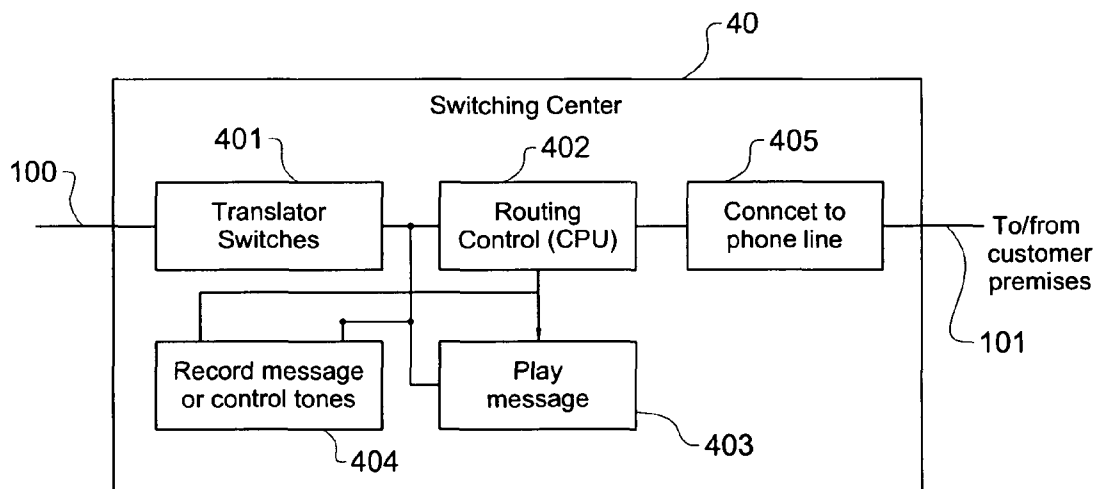 40
Switching Center
401
402
405
100
Translator
Switches
Routing
Control (CPU)
Conncet to
phone line
To/from
customer
premises
101
Record message
or control tones
Play
message
404
403